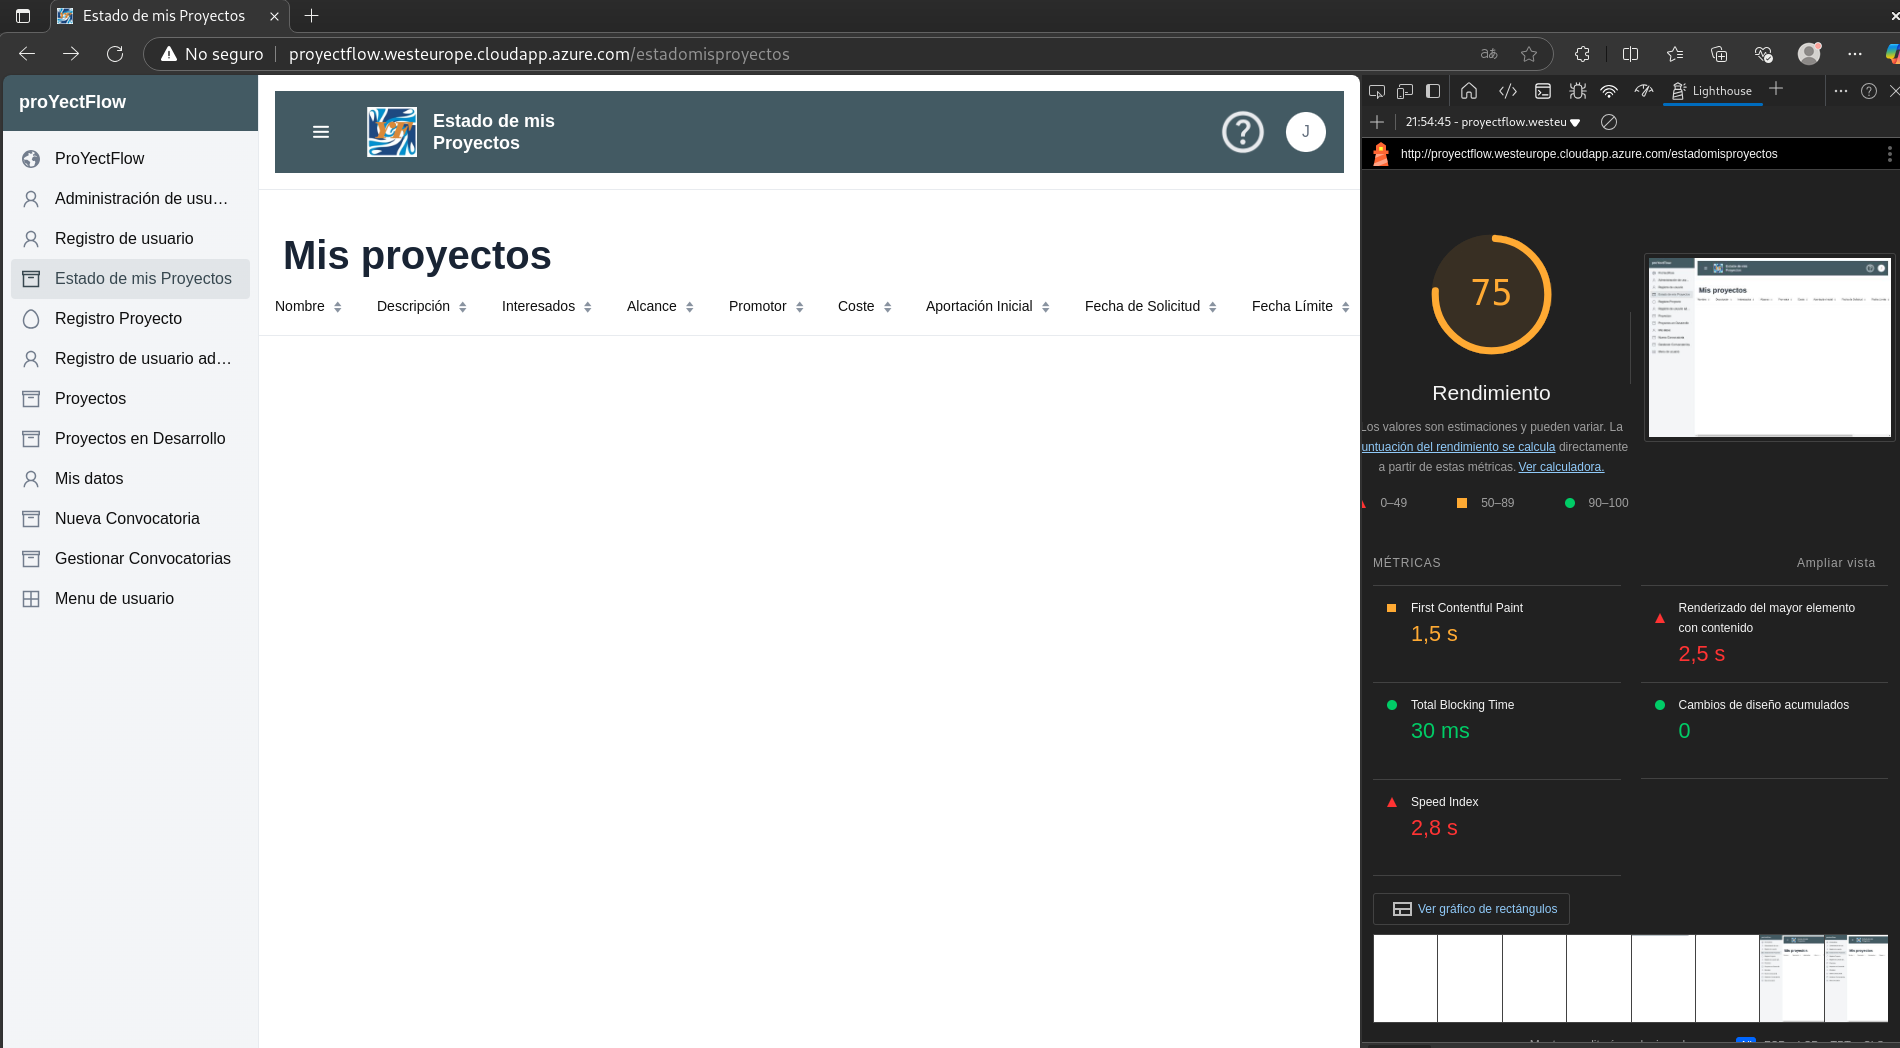 Estado de mis Proyectos
No seguro
proyectflow.westeurope.cloudapp.azure.com/estadomisproyectos
proYectFlow
ProYectFlow
Administración de usu…
Registro de usuario
Estado de mis Proyectos
Registro Proyecto
Registro de usuario ad…
Proyectos
Proyectos en Desarrollo
Mis datos
Nueva Convocatoria
Gestionar Convocatorias
Menu de usuario
Estado de mis
Proyectos
J
Mis proyectos
Nombre Descripción Interesados Alcance Promotor Coste Aportación Inicial Fecha de Solicitud Fecha Límite
Lighthouse
21:54:45 - proyectflow.westeu
http://proyectflow.westeurope.cloudapp.azure.com/estadomisproyectos
75
Rendimiento
Los valores son estimaciones y pueden variar. La
untuación del rendimiento se calcula directamente
a partir de estas métricas. Ver calculadora.
0–49 50–89 90–100
MÉTRICAS Ampliar vista
First Contentful Paint
1,5 s
Renderizado del mayor elemento
con contenido
2,5 s
Total Blocking Time
30 ms
Cambios de diseño acumulados
0
Speed Index
2,8 s
Ver gráfico de rectángulos
Mis proyectos
Mis proyectos
Mis proyectos